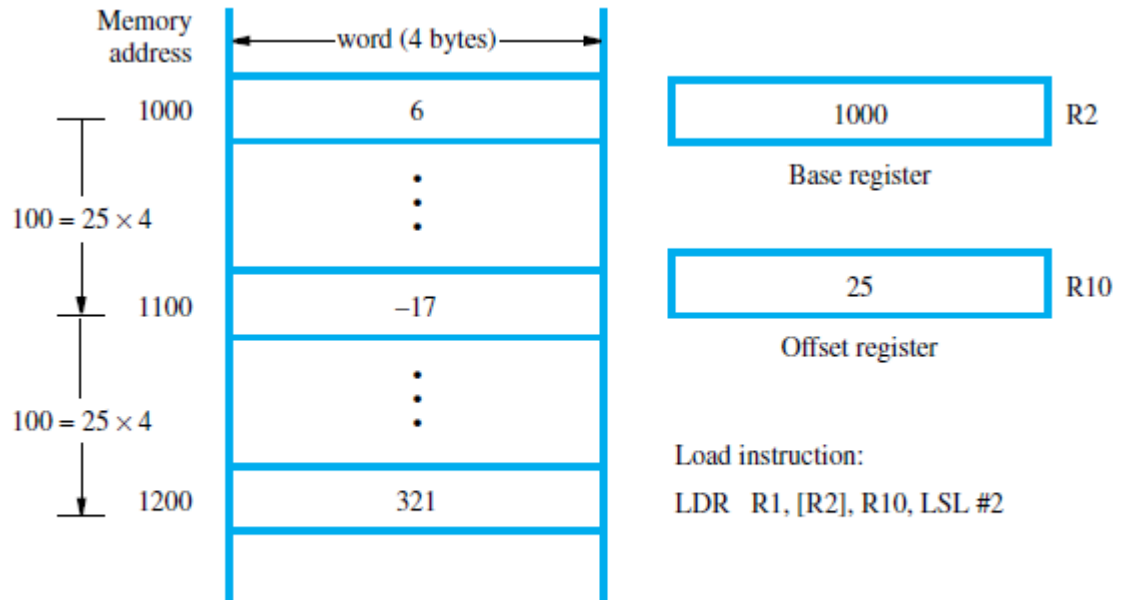 Memory
address
word (4 bytes)
1000
6
1000
R2
Base register
100 = 25 × 4
25
R10
1100
–17
Offset register
100 = 25 × 4
Load instruction:
1200
321
LDR R1, [R2], R10, LSL #2